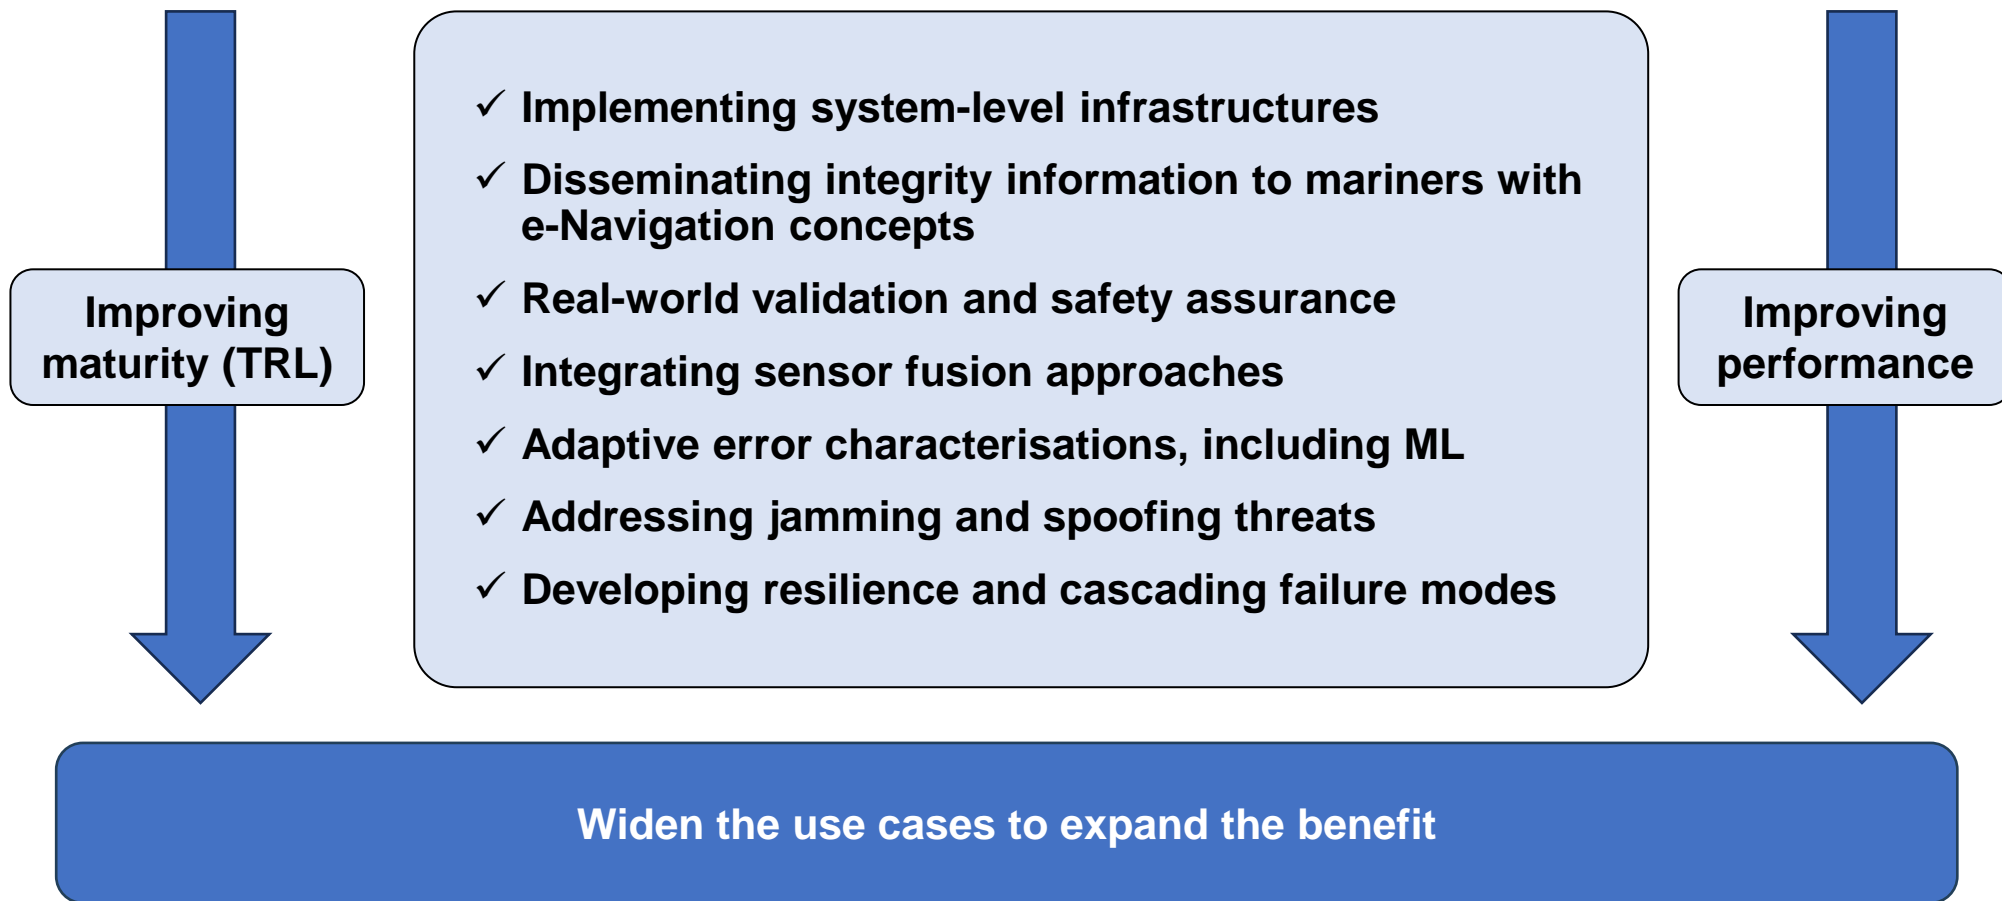 Improving
maturity (TRL)
✓ Implementing system-level infrastructures
✓ Disseminating integrity information to mariners with
e-Navigation concepts
✓ Real-world validation and safety assurance
✓ Integrating sensor fusion approaches
✓ Adaptive error characterisations, including ML
✓ Addressing jamming and spoofing threats
✓ Developing resilience and cascading failure modes
Improving
performance
Widen the use cases to expand the benefit